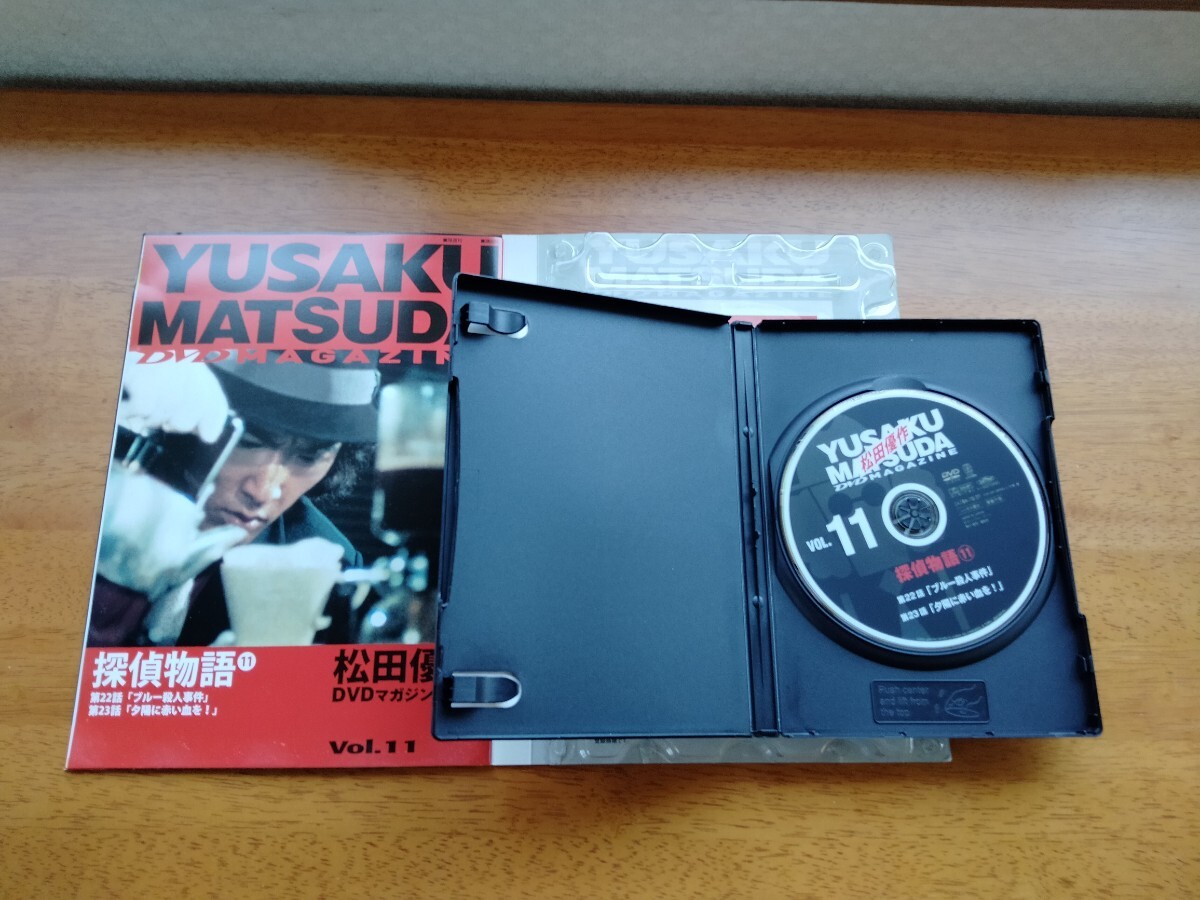 YUSAKU
MATSUDA
DVD MAGAZIN
探偵物語⑪
第22話「ブルー殺人事件」
第23話「夕陽に赤い血を!」
松田優
DVDマガジン
Vol.11
YUSAKU
MATSUDA
MAGAZINE
YUSAKU
松田優作
MATSUDA
DVD MAGAZINE
VOL.11
探偵物語⑪
第22話「ブルー殺人事件」
第23話「夕陽に赤い血を!」
DVD
Push center
and lift from
the top